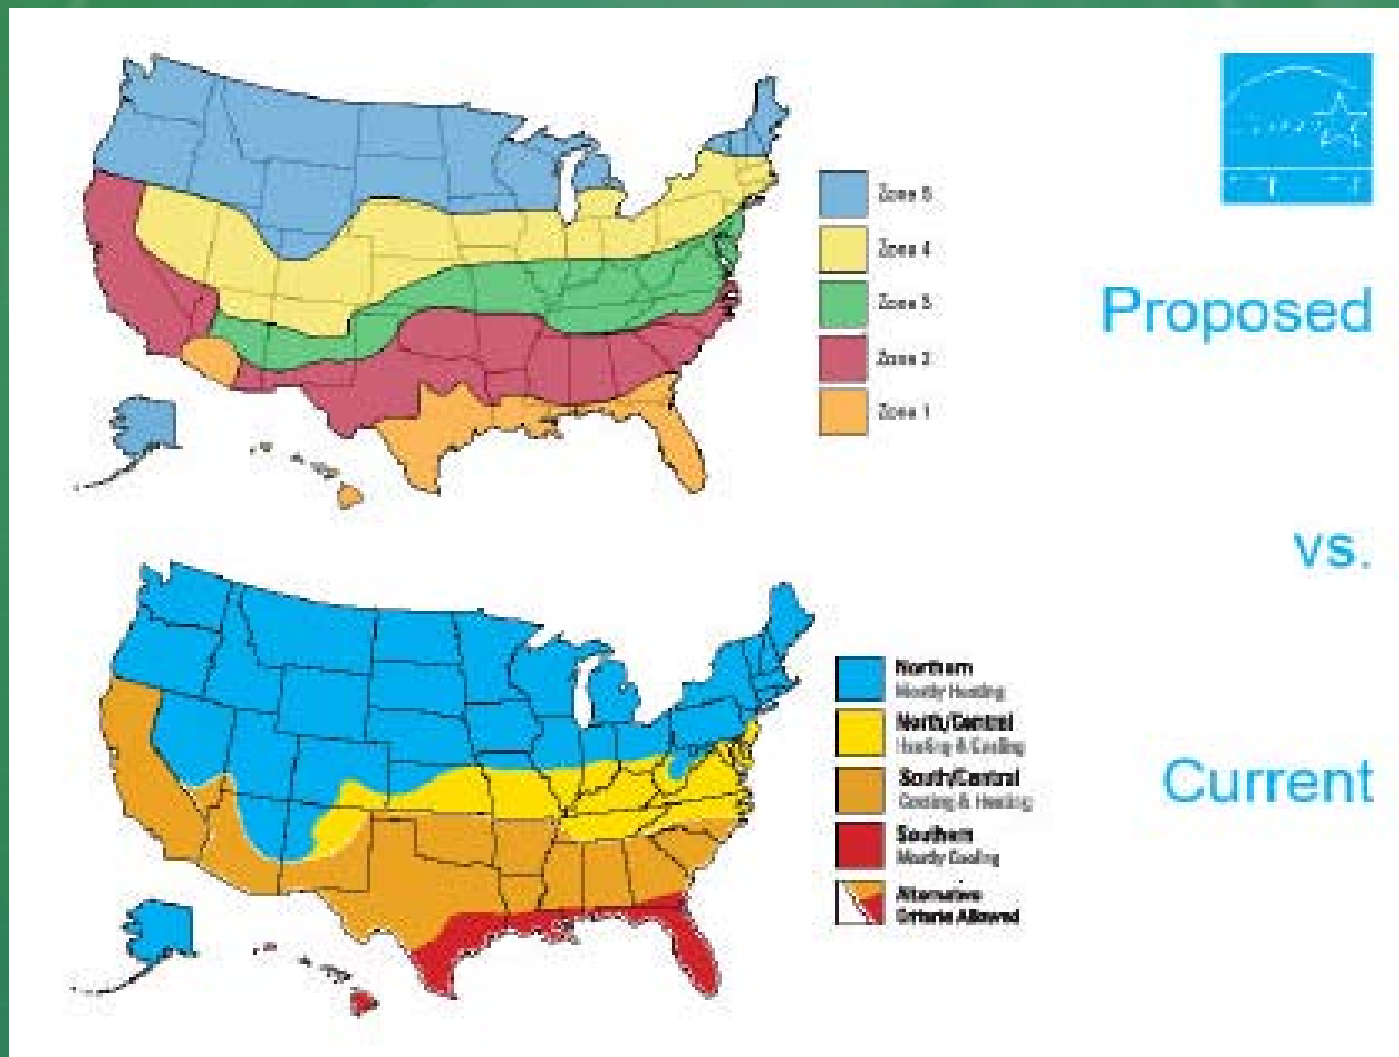 Zone 5
Zone 4
Zone 3
Zone 2
Zone 1
Proposed
vs.
Northern
Mostly Heating
North/Central
Heating & Cooling
South/Central
Cooling & Heating
Southern
Mostly Cooling
Alternative
Criteria Allowed
Current